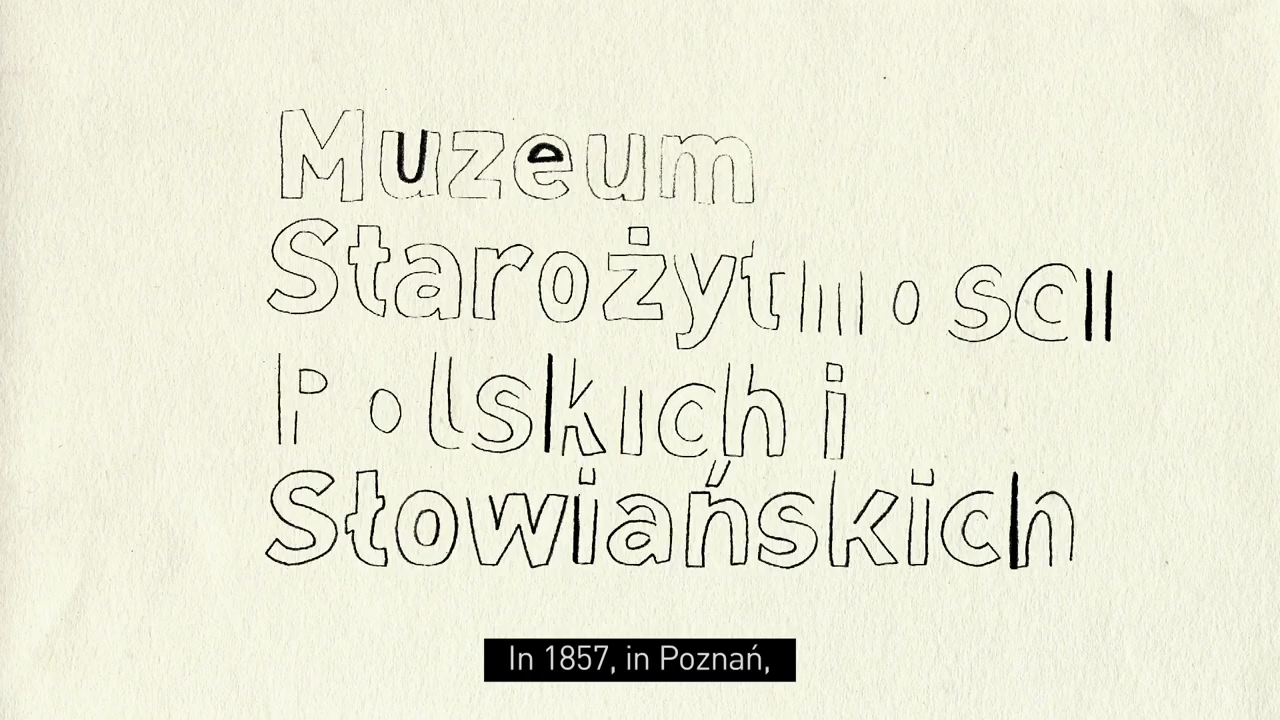 Muzeum
Starożytności
Polskich i
Słowiańskich
In 1857, in Poznań,